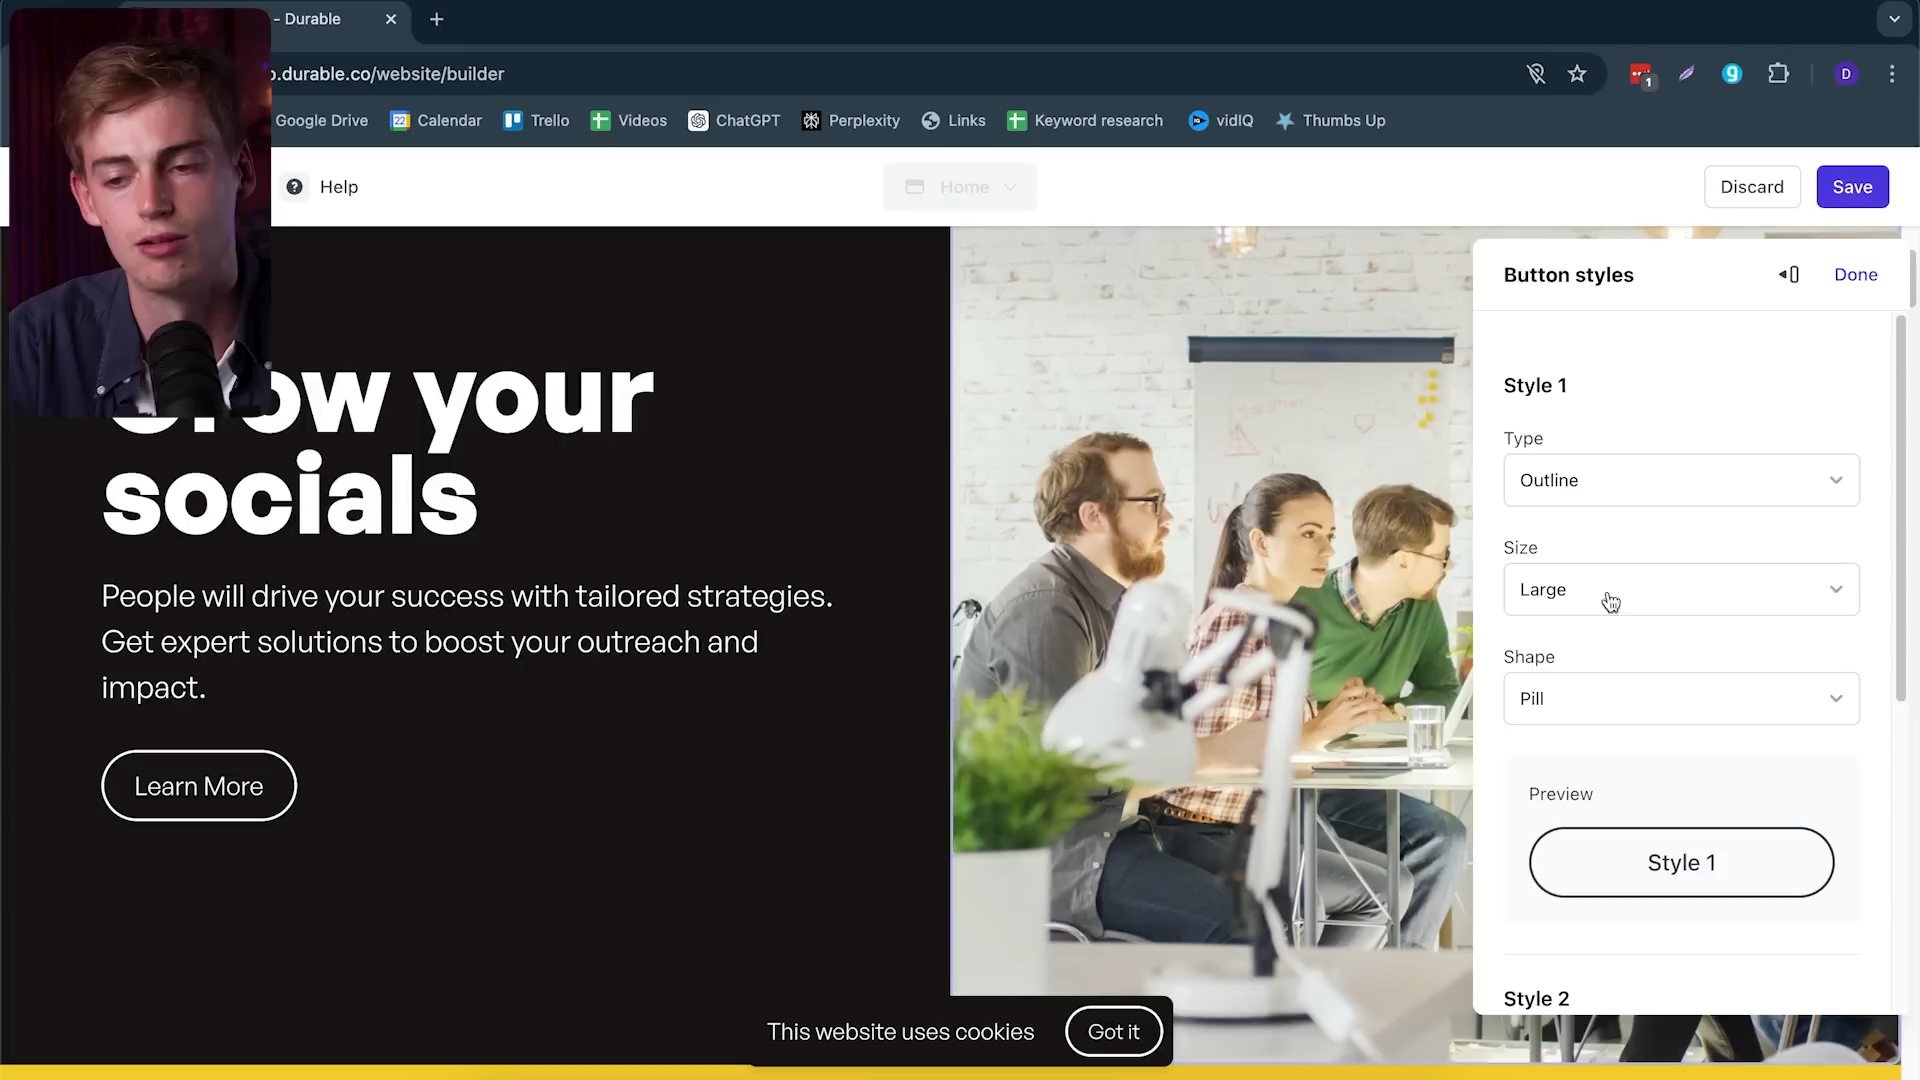 - Durable
.durable.co/website/builder
1
D
Google Drive
22
Calendar
Trello
Videos
ChatGPT
Perplexity
Links
Keyword research
vidIQ
Thumbs Up
? Help
Home
Discard
Save
Button styles
Done
Grow your
socials
People will drive your success with tailored strategies.
Get expert solutions to boost your outreach and
impact.
Learn More
Style 1
Type
Outline
Size
Large
Shape
Pill
Preview
Style 1
Style 2
This website uses cookies
Got it